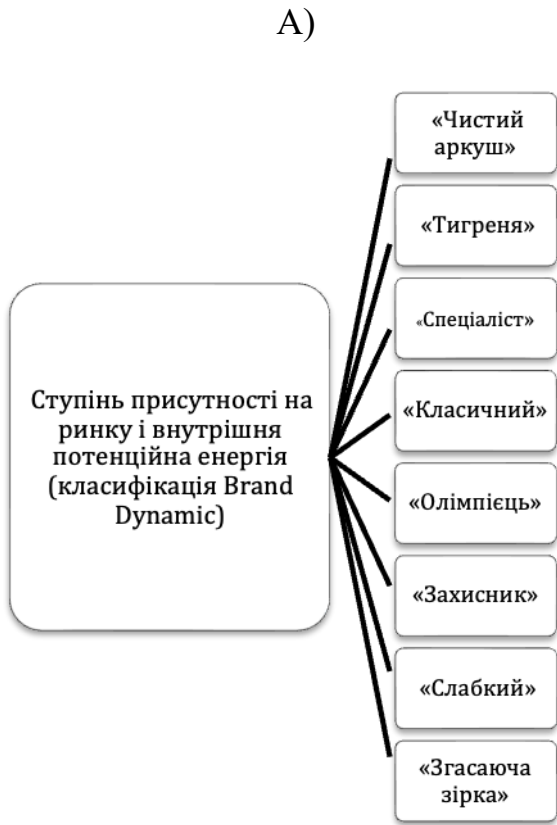 А)
«Чистий
аркуш»
«Тигреня»
«Спеціаліст»
Ступінь присутності на
ринку і внутрішня
потенційна енергія
(класифікація Brand
Dynamic)
«Класичний»
«Олімпієць»
«Захисник»
«Слабкий»
«Згасаюча
зірка»